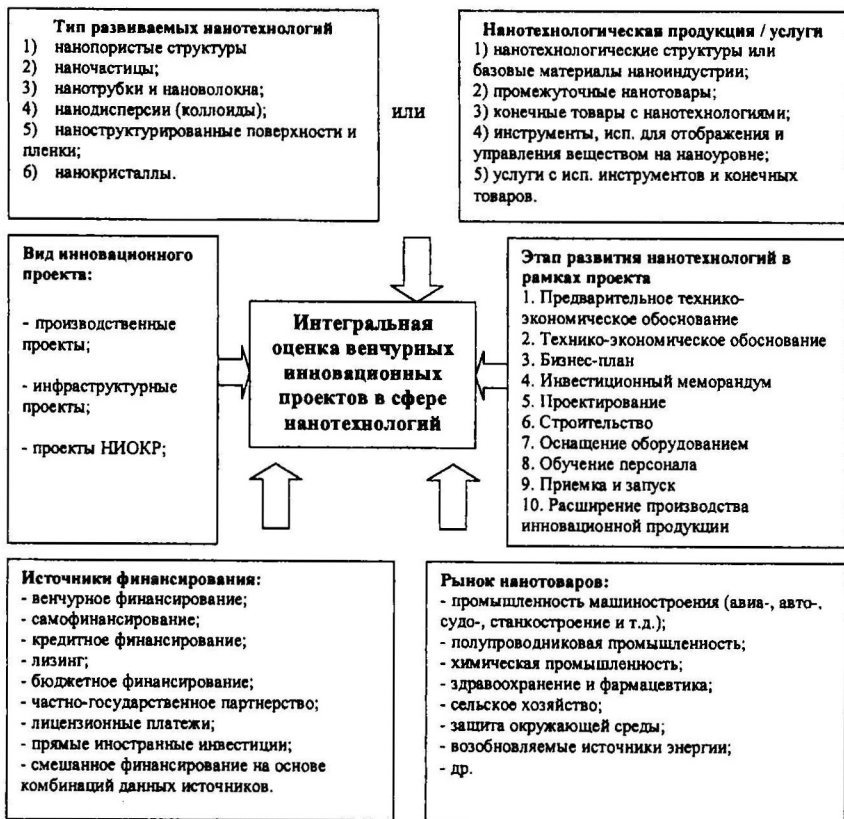 Тип развиваемых нанотехнологий
1) нанопористые структуры
2) наночастицы;
3) нанотрубки и нановолокна;
4) нанодисперсии (коллоиды);
5) наноструктурированные поверхности и
пленки;
6) нанокристаллы.
или
Нанотехнологическая продукция / услуги
1) нанотехнологические структуры или
базовые материалы наноиндустрии;
2) промежуточные нанотовары;
3) конечные товары с нанотехнологиями;
4) инструменты, исп. для отображения и
управления веществом на наноуровне;
5) услуги с исп. инструментов и конечных
товаров.
Вид инновационного
проекта:
- производственные
проекты;
- инфраструктурные
проекты;
- проекты НИОКР;
Интегральная
оценка венчурных
инновационных
проектов в сфере
нанотехнологий
Этап развития нанотехнологий в
рамках проекта
1. Предварительное технико-
экономическое обоснование
2. Технико-экономическое обоснование
3. Бизнес-план
4. Инвестиционный меморандум
5. Проектирование
6. Строительство
7. Оснащение оборудованием
8. Обучение персонала
9. Приемка и запуск
10. Расширение производства
инновационной продукции
Источники финансирования:
- венчурное финансирование;
- самофинансирование;
- кредитное финансирование;
- лизинг;
- бюджетное финансирование;
- частно-государственное партнерство;
- лицензионные платежи;
- прямые иностранные инвестиции;
- смешанное финансирование на основе
комбинаций данных источников.
Рынок нанотоваров:
- промышленность машиностроения (авиа-, авто-,
судо-, станкостроение и т.д.);
- полупроводниковая промышленность;
- химическая промышленность;
- здравоохранение и фармацевтика;
- сельское хозяйство;
- защита окружающей среды;
- возобновляемые источники энергии;
- др.